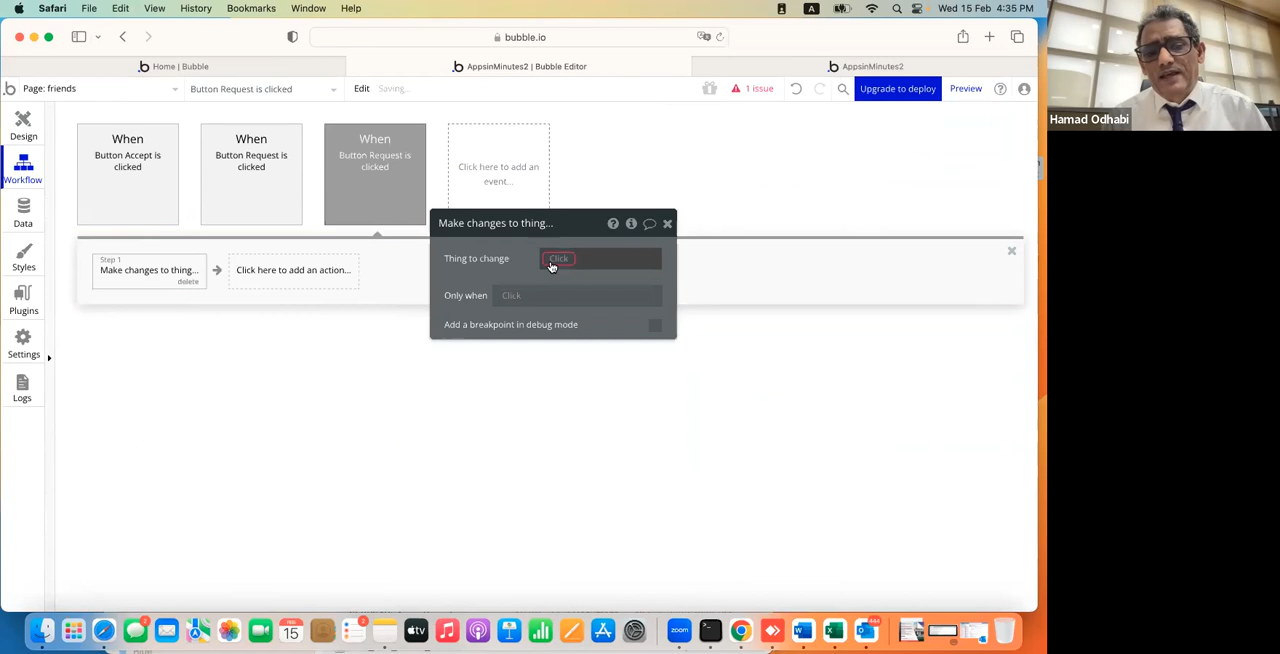 Safari File Edit View History Bookmarks Window Help
A
Wed 15 Feb 4:35 PM
bubble.io
Home | Bubble
AppsinMinutes2 | Bubble Editor
AppsinMinutes2
Page: friends
Button Request is clicked
Edit
Saving...
1 issue
Upgrade to deploy
Preview
Design
Workflow
Data
Styles
Plugins
Settings
Logs
When
Button Accept is
clicked
When
Button Request is
clicked
When
Button Request is
clicked
Click here to add an
event...
Step 1
Make changes to thing...
delete
Click here to add an action...
Make changes to thing...
Thing to change
Click
Only when
Click
Add a breakpoint in debug mode
Hamad Odhabi
FEB
15
tv
zoom